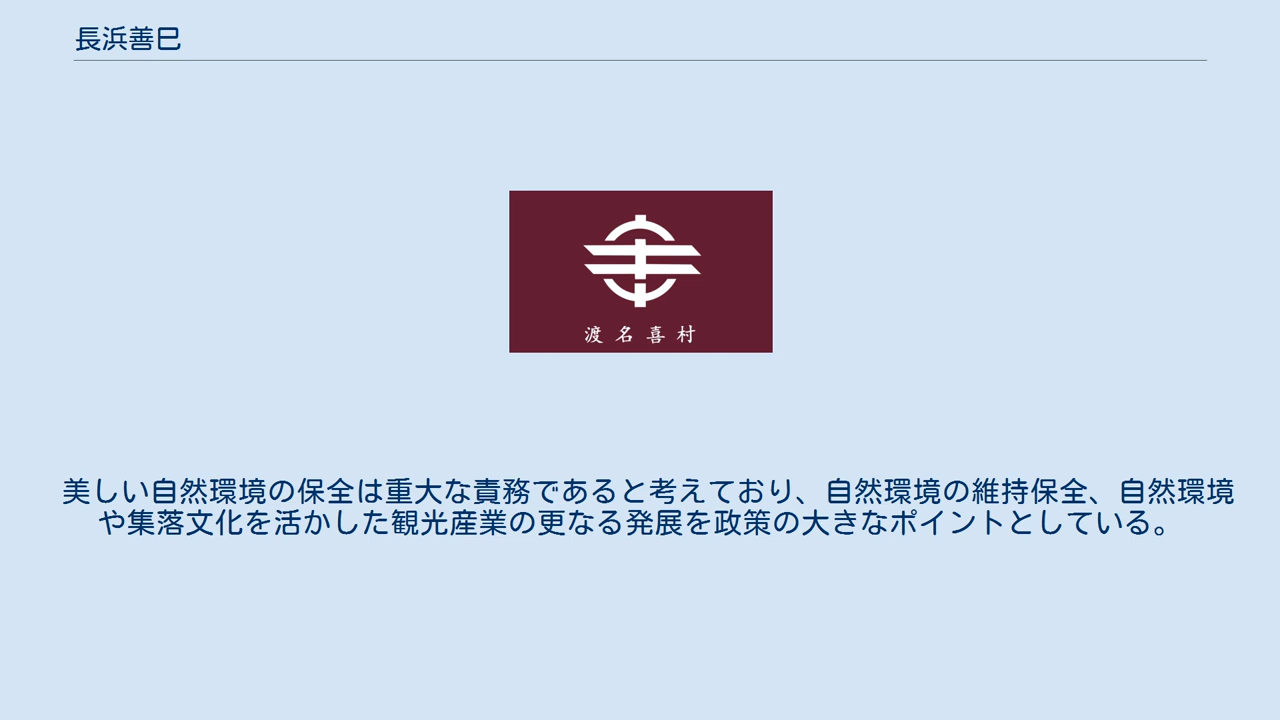 長浜善巳
渡名喜村
美しい自然環境の保全は重大な責務であると考えており、自然環境の維持保全、自然環境
や集落文化を活かした観光産業の更なる発展を政策の大きなポイントとしている。